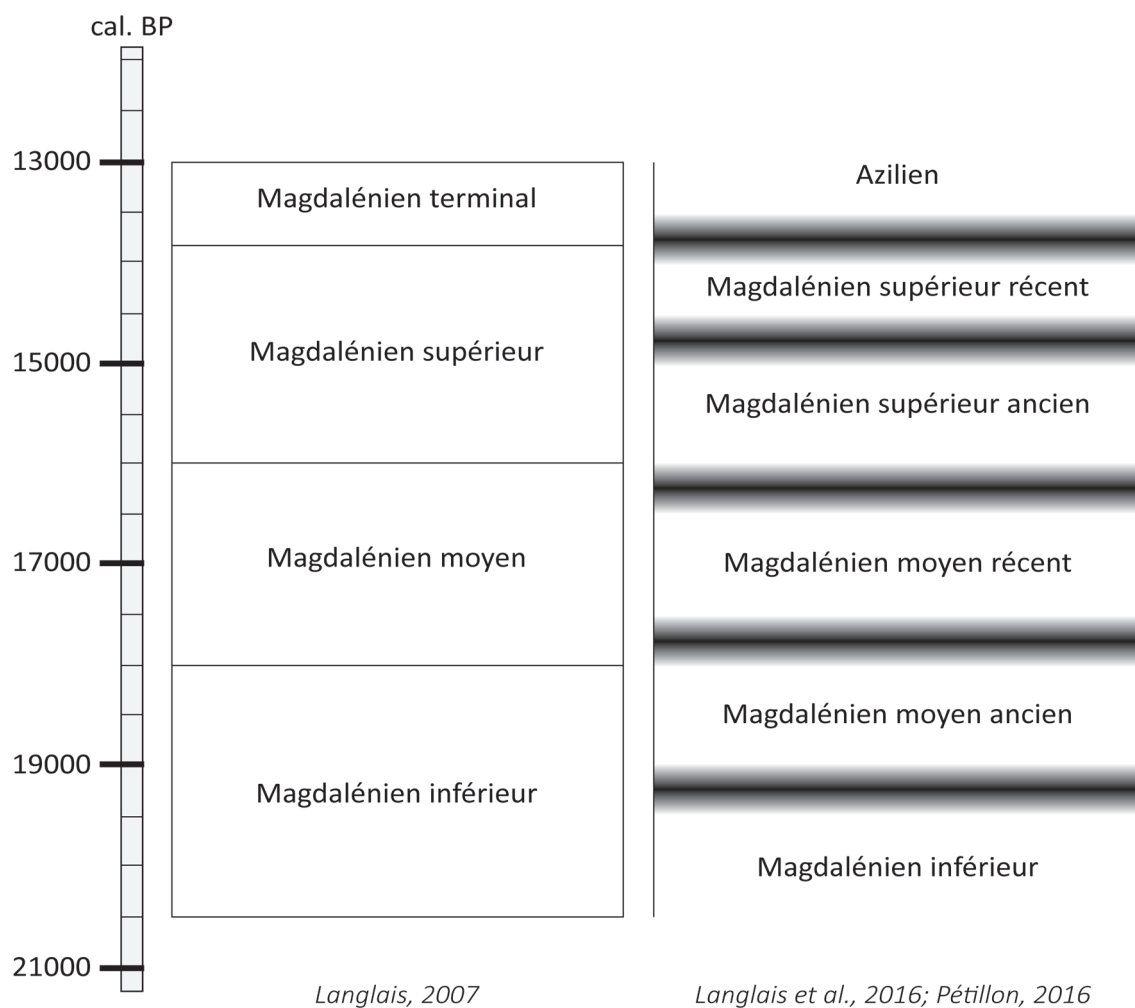 cal. BP
13000
15000
17000
19000
21000
Magdalénien terminal
Magdalénien supérieur
Magdalénien moyen
Magdalénien inférieur
Langlais, 2007
Azilien
Magdalénien supérieur récent
Magdalénien supérieur ancien
Magdalénien moyen récent
Magdalénien moyen ancien
Magdalénien inférieur
Langlais et al., 2016; Pétillon, 2016